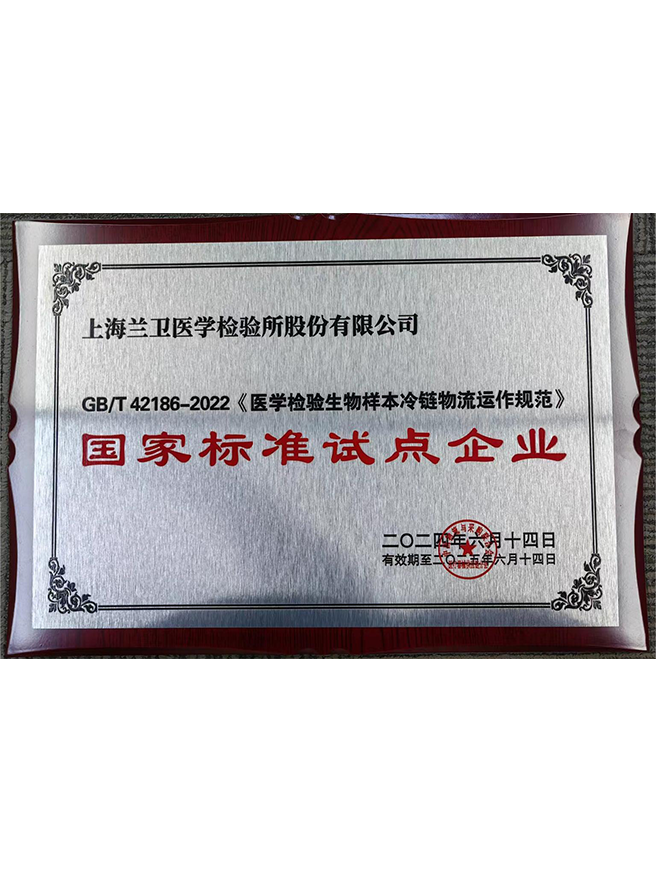 上海兰卫医学检验所股份有限公司
GB/T 42186-2022《医学检验生物样本冷链物流运作规范》
国家标准试点企业
二〇二四年六月十四日
有效期至二〇二五年六月十四日